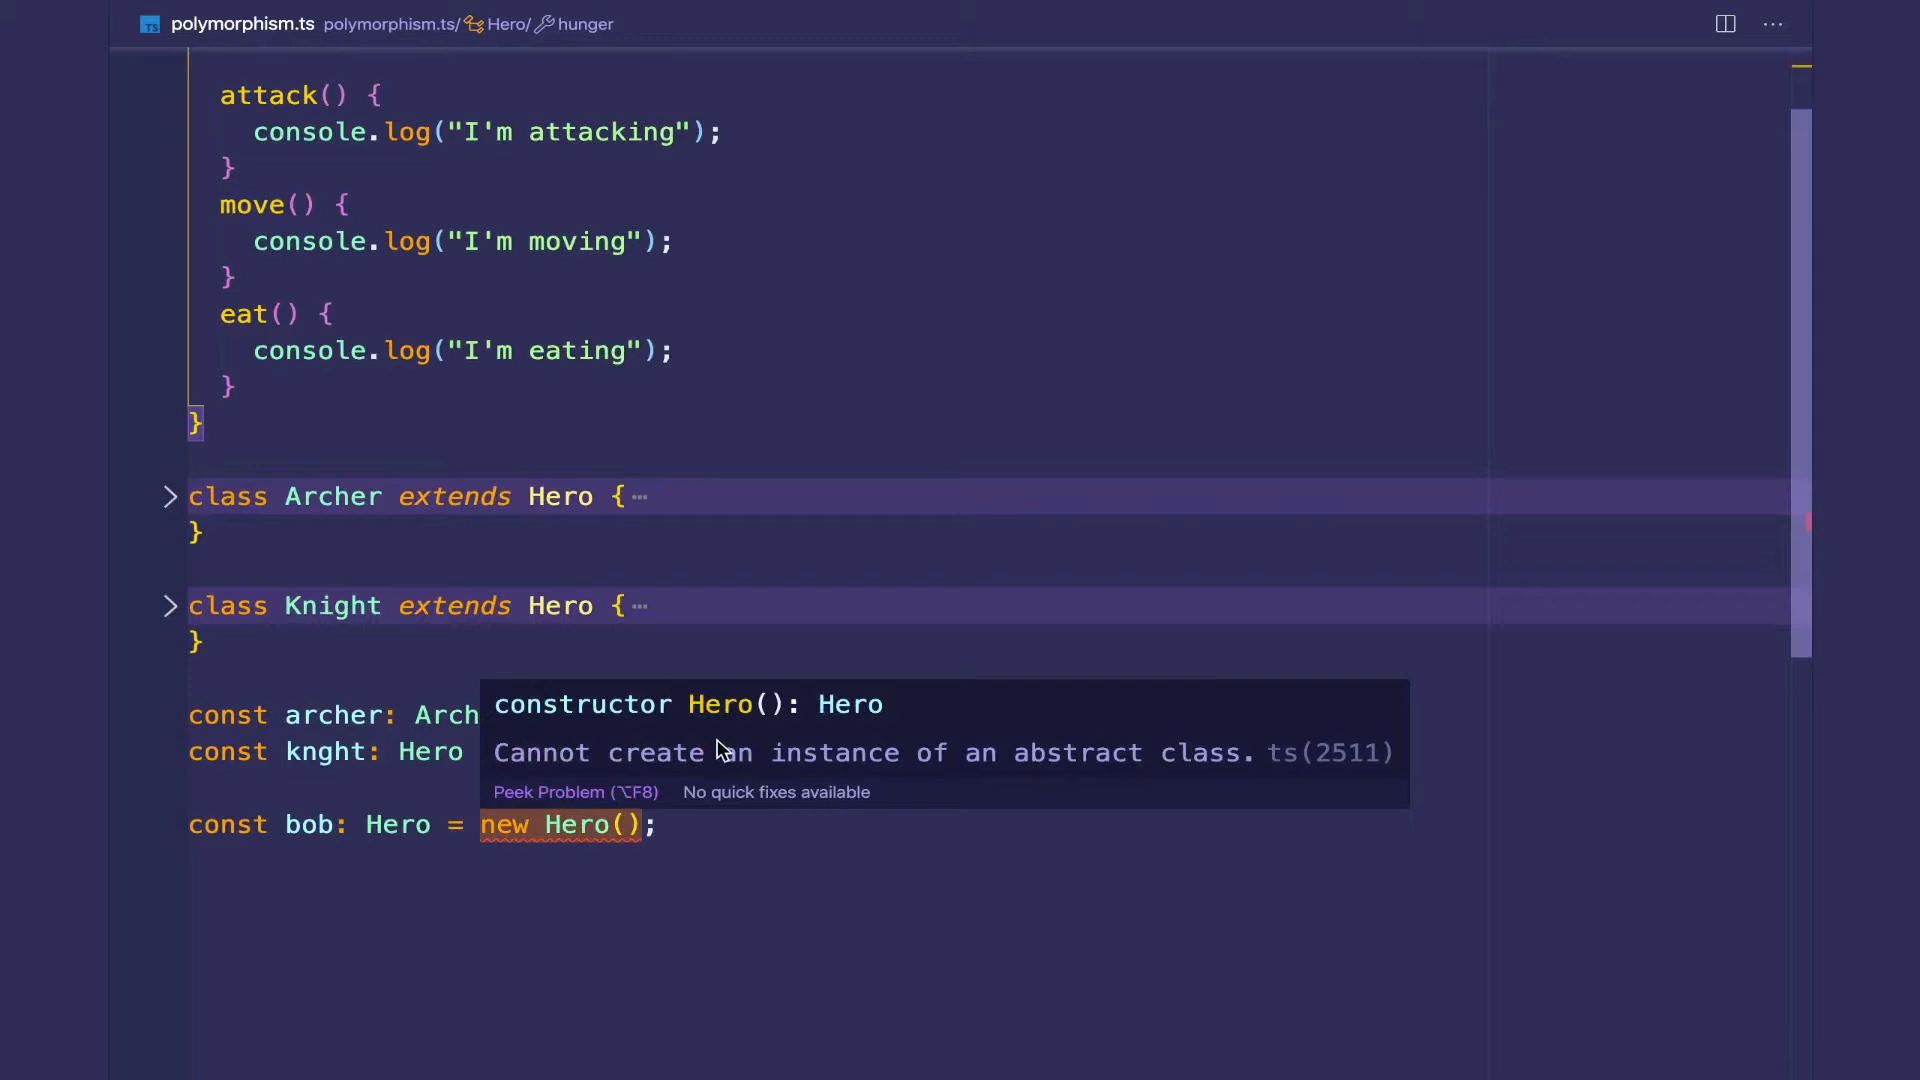 polymorphism.ts polymorphism.ts/ Hero/ hunger ...
attack() {
console.log("I'm attacking");
}
move() {
console.log("I'm moving");
}
eat() {
console.log("I'm eating");
}
}
class Archer extends Hero { ...
}
class Knight extends Hero { ...
}
constructor Hero(): Hero
const archer: Arch
const knght: Hero
Cannot create an instance of an abstract class. ts(2511)
Peek Problem (⌥F8) No quick fixes available
const bob: Hero = new Hero();